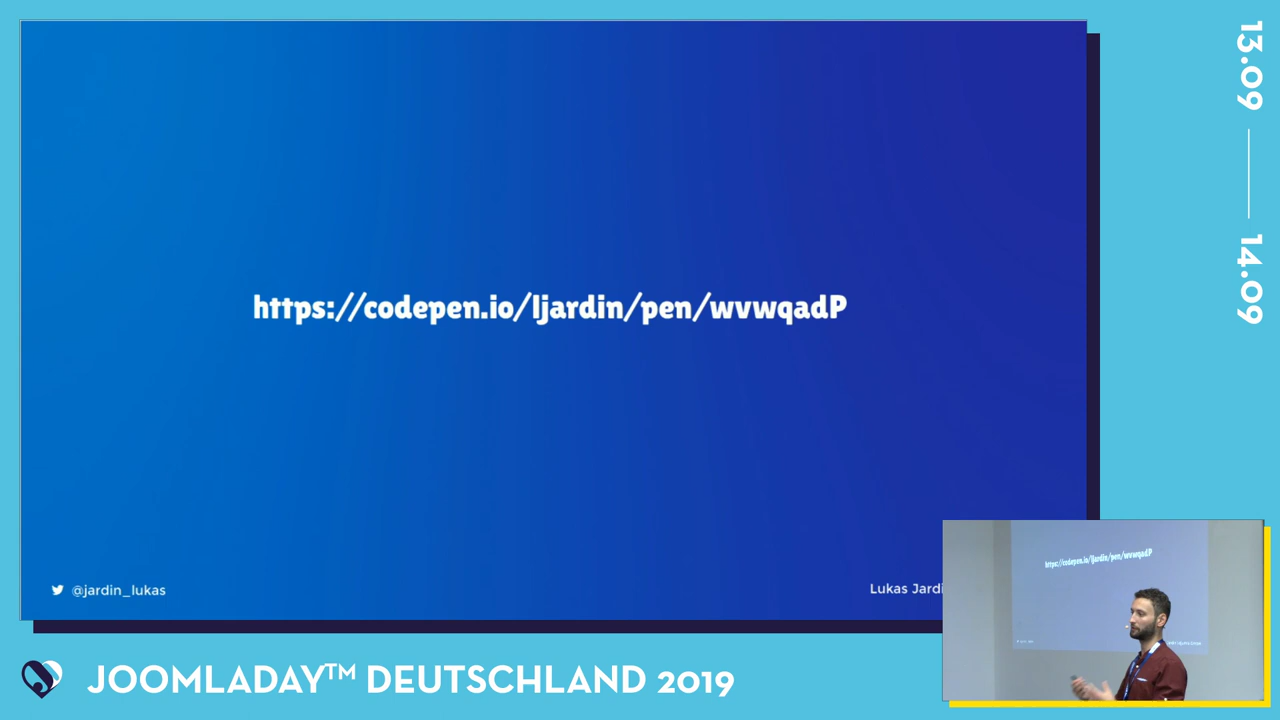 https://codepen.io/ljardin/pen/wvwqadP
@jardin_lukas
Lukas Jardi
13.09
14.09
https://codepen.io/ljardin/pen/wvwqadP
JOOMLADAY™ DEUTSCHLAND 2019